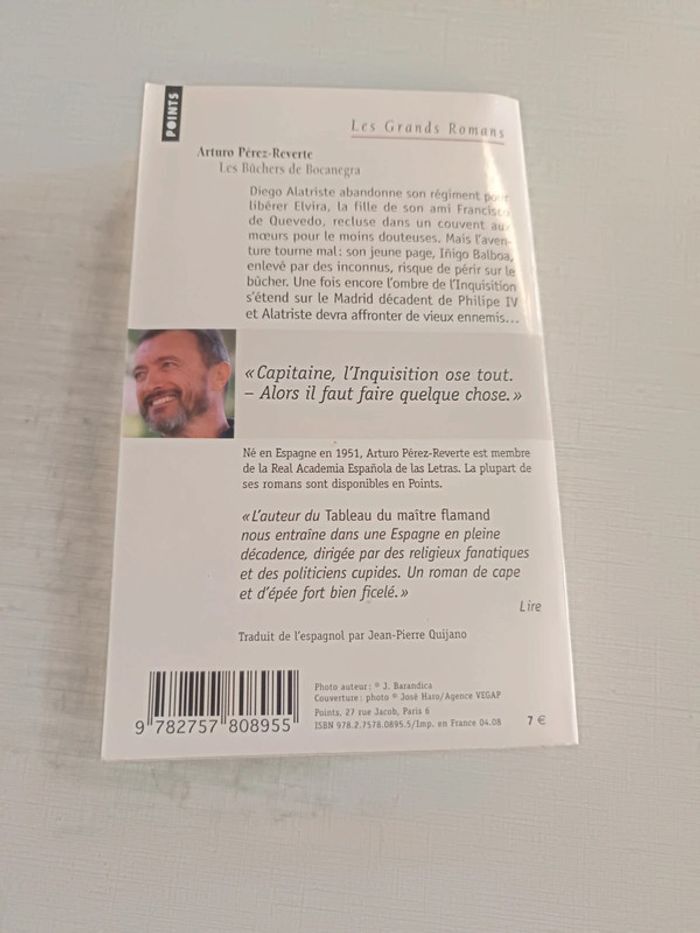 POINTS
Les Grands Romans
Arturo Pérez-Reverte
Les Bûchers de Bocanegra
Diego Alatriste abandonne son régiment pour
libérer Elvira, la fille de son ami Francisco
de Quevedo, recluse dans un couvent aux
mœurs pour le moins douteuses. Mais l'aven-
ture tourne mal : son jeune page, Iñigo Balboa,
enlevé par des inconnus, risque de périr sur le
bûcher. Une fois encore l'ombre de l'Inquisition
s'étend sur le Madrid décadent de Philipe IV
et Alatriste devra affronter de vieux ennemis...
« Capitaine, l'Inquisition ose tout.
– Alors il faut faire quelque chose. »
Né en Espagne en 1951, Arturo Pérez-Reverte est membre
de la Real Academia Española de las Letras. La plupart de
ses romans sont disponibles en Points.
« L'auteur du Tableau du maître flamand
nous entraîne dans une Espagne en pleine
décadence, dirigée par des religieux fanatiques
et des politiciens cupides. Un roman de cape
et d'épée fort bien ficelé. »
Lire
Traduit de l'espagnol par Jean-Pierre Quijano
Photo auteur : © J. Barandica
Couverture : photo © José Haro/Agence VEGAP
Points, 27 rue Jacob, Paris 6
ISBN 978.2.7578.0895.5/Imp. en France 04.08
7 €
9 782757 808955